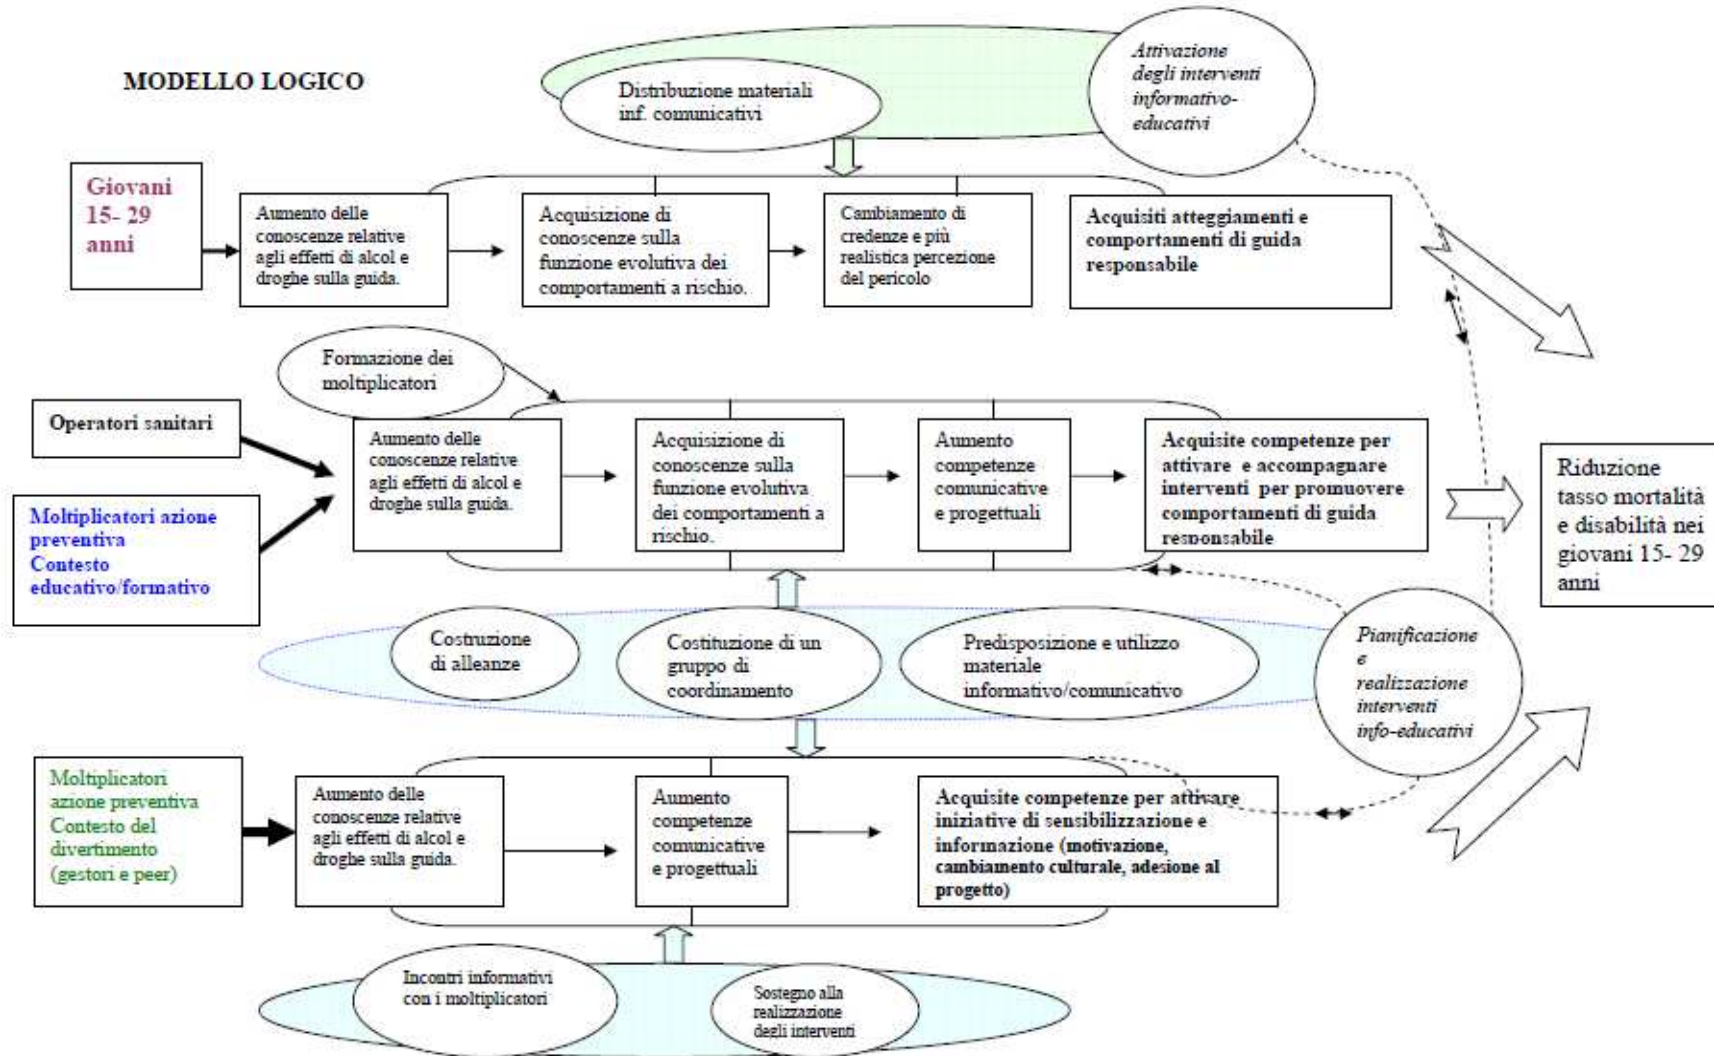 MODELLO LOGICO
Distribuzione materiali
inf. comunicativi
Attivazione
degli interventi
informativo-
educativi
Giovani
15- 29
anni
Aumento delle
conoscenze relative
agli effetti di alcol e
droghe sulla guida.
Acquisizione di
conoscenze sulla
funzione evolutiva dei
comportamenti a rischio.
Cambiamento di
credenze e più
realistica percezione
del pericolo
Acquisiti atteggiamenti e
comportamenti di guida
responsabile
Formazione dei
moltiplicatori
Operatori sanitari
Moltiplicatori azione
preventiva
Contesto
educativo/formativo
Aumento delle
conoscenze relative
agli effetti di alcol e
droghe sulla guida.
Acquisizione di
conoscenze sulla
funzione evolutiva
dei comportamenti a
rischio.
Aumento
competenze
comunicative
e progettuali
Acquisite competenze per
attivare e accompagnare
interventi per promuovere
comportamenti di guida
responsabile
Riduzione
tasso mortalità
e disabilità nei
giovani 15- 29
anni
Costruzione
di alleanze
Costituzione di un
gruppo di
coordinamento
Predisposizione e utilizzo
materiale
informativo/comunicativo
Pianificazione
e
realizzazione
interventi
info-educativi
Moltiplicatori
azione preventiva
Contesto del
divertimento
(gestori e peer)
Aumento delle
conoscenze relative
agli effetti di alcol e
droghe sulla guida.
Aumento
competenze
comunicative
e progettuali
Acquisite competenze per attivare
iniziative di sensibilizzazione e
informazione (motivazione,
cambiamento culturale, adesione al
progetto)
Incontri informativi
con i moltiplicatori
Sostegno alla
realizzazione
degli interventi